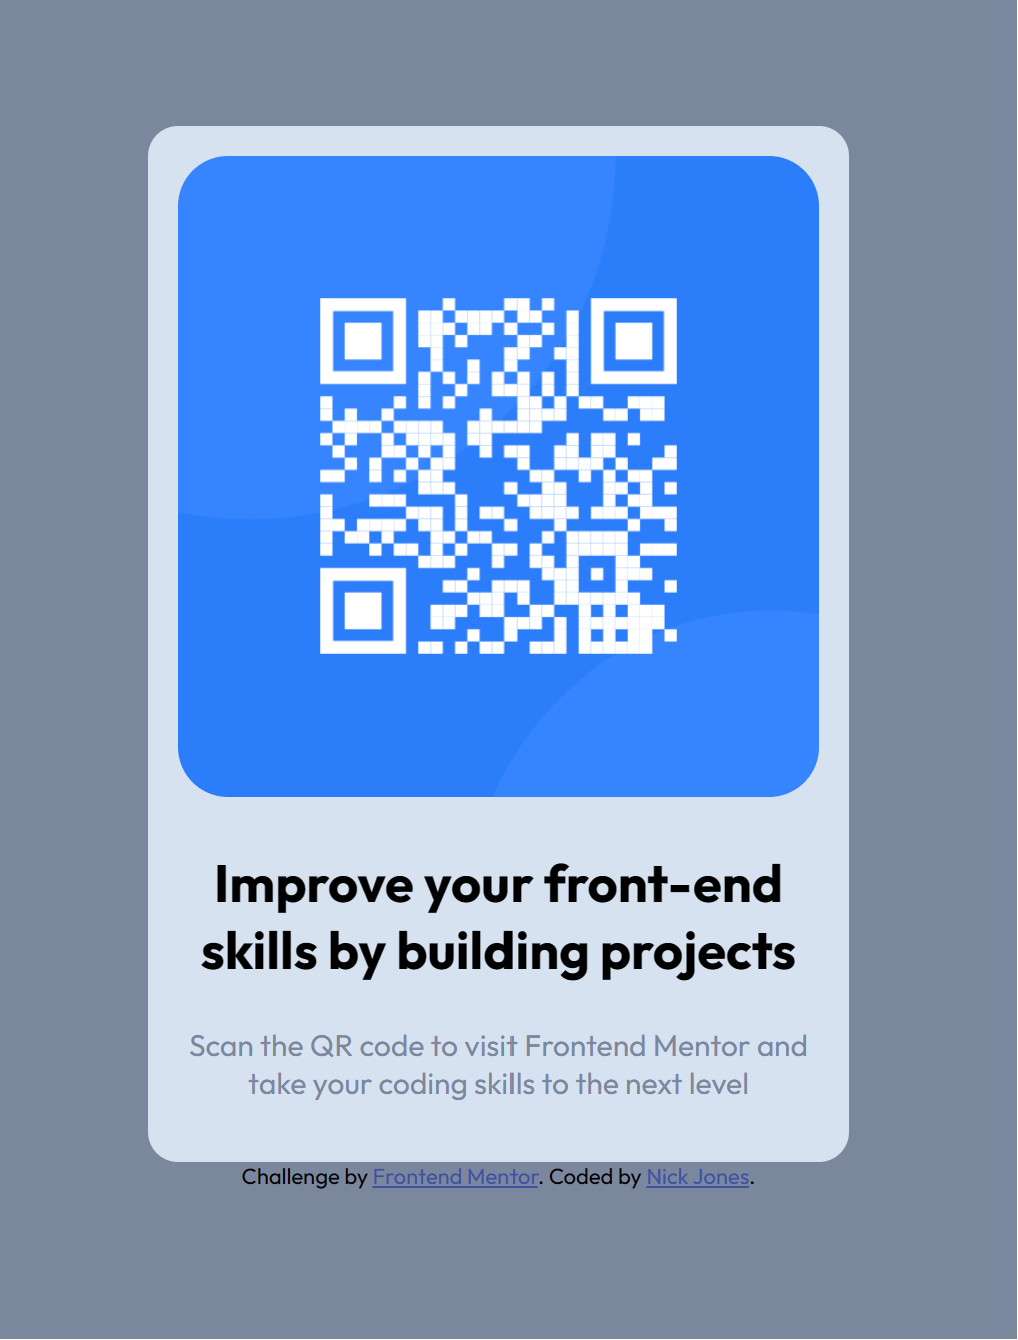 Improve your front-end
skills by building projects
Scan the QR code to visit Frontend Mentor and
take your coding skills to the next level
Challenge by Frontend Mentor. Coded by Nick Jones.